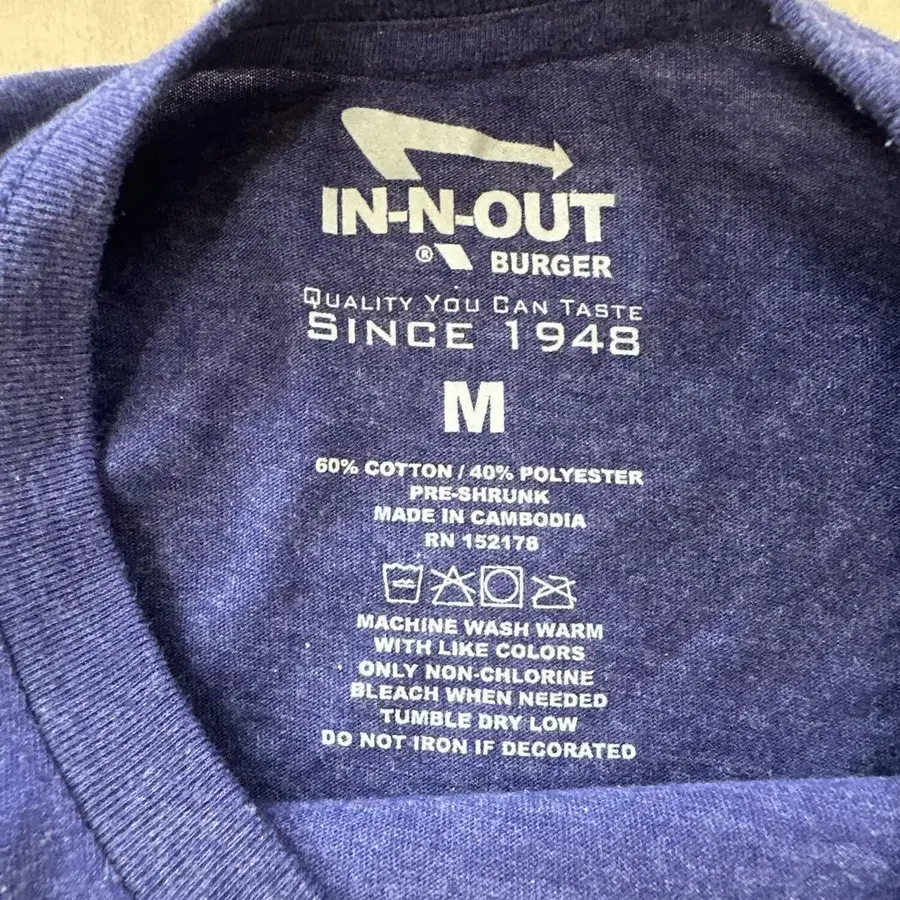 IN-N-OUT
® BURGER
QUALITY YOU CAN TASTE
SINCE 1948
M
60% COTTON / 40% POLYESTER
PRE-SHRUNK
MADE IN CAMBODIA
RN 152178
MACHINE WASH WARM
WITH LIKE COLORS
ONLY NON-CHLORINE
BLEACH WHEN NEEDED
TUMBLE DRY LOW
DO NOT IRON IF DECORATED